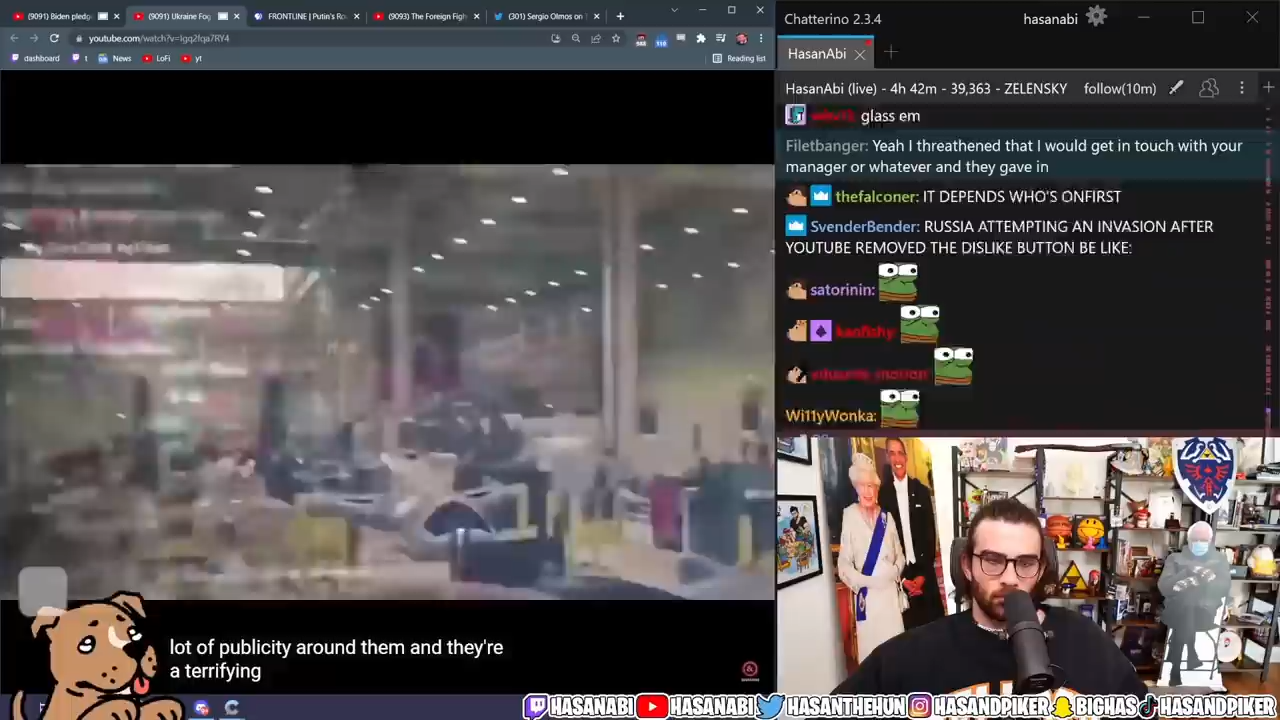 (9091) Biden pledg
(9091) Ukraine Fog
FRONTLINE | Putin's Ro
(9093) The Foreign Figh
(301) Sergio Olmos on
youtube.com/watch?v=Igq2fqa7RY4
dashboard
t
News
LoFi
yt
Reading list
lot of publicity around them and they're
a terrifying
Chatterino 2.3.4
hasanabi
HasanAbi
HasanAbi (live) - 4h 42m - 39,363 - ZELENSKY
follow(10m)
glass em
Filetbanger: Yeah I threathened that I would get in touch with your
manager or whatever and they gave in
thefalconer: IT DEPENDS WHO'S ONFIRST
SvenderBender: RUSSIA ATTEMPTING AN INVASION AFTER
YOUTUBE REMOVED THE DISLIKE BUTTON BE LIKE:
satorinin:
kaofishy
eduardo_motion
Wi11yWonka:
HASANABI HASANABI HASANTHEHUN HASANDPIKER BIGHAS HASANDPIKER